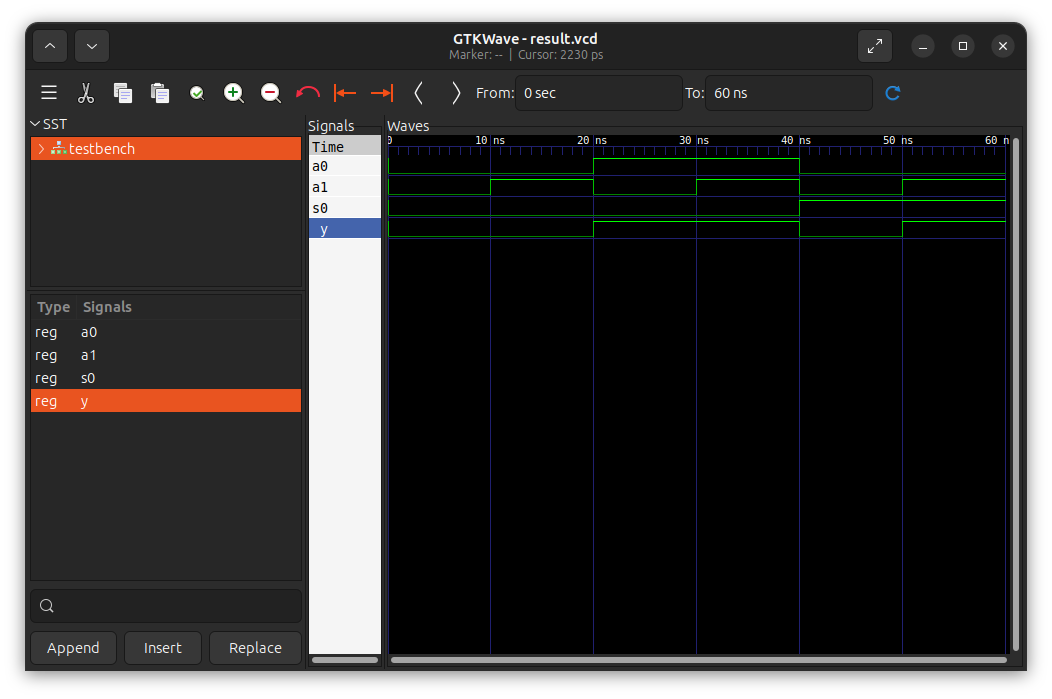 GTKWave - result.vcd
Marker: -- | Cursor: 2230 ps
From: 0 sec To: 60 ns
SST
testbench
Type Signals
reg a0
reg a1
reg s0
reg y
Append Insert Replace
Signals
Time
a0
a1
s0
y
Waves
0 10 ns 20 ns 30 ns 40 ns 50 ns 60 n